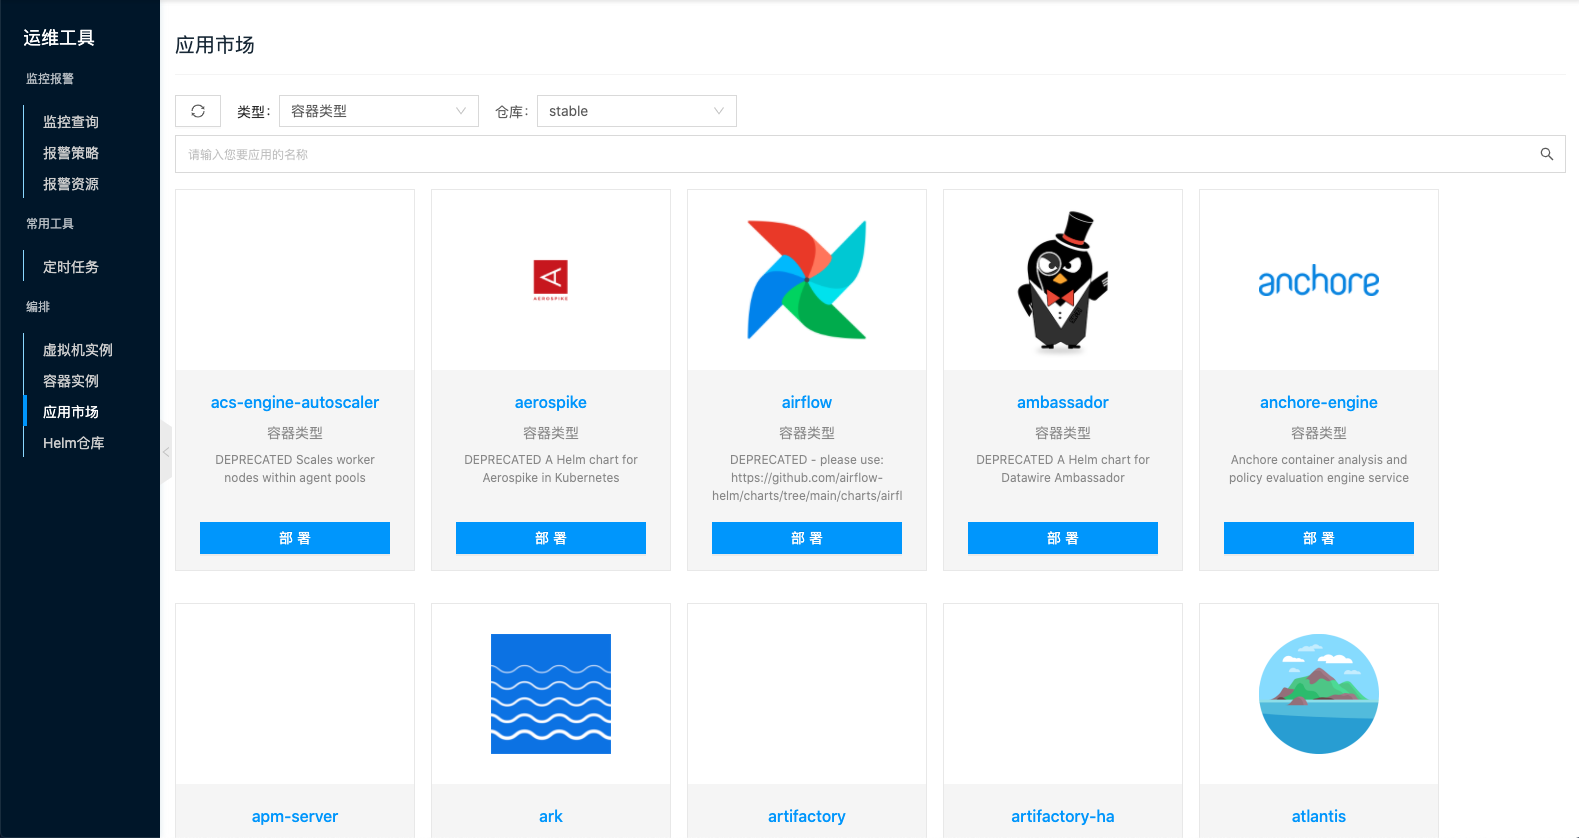 运维工具
监控报警
监控查询
报警策略
报警资源
常用工具
定时任务
编排
虚拟机实例
容器实例
应用市场
Helm仓库
应用市场
类型: 容器类型 仓库: stable
请输入您要应用的名称
AEROSPIKE
anchore
acs-engine-autoscaler
容器类型
DEPRECATED Scales worker
nodes within agent pools
部 署
aerospike
容器类型
DEPRECATED A Helm chart for
Aerospike in Kubernetes
部 署
airflow
容器类型
DEPRECATED - please use:
https://github.com/airflow-
helm/charts/tree/main/charts/airfl
部 署
ambassador
容器类型
DEPRECATED A Helm chart for
Datawire Ambassador
部 署
anchore-engine
容器类型
Anchore container analysis and
policy evaluation engine service
部 署
apm-server
ark
artifactory
artifactory-ha
atlantis